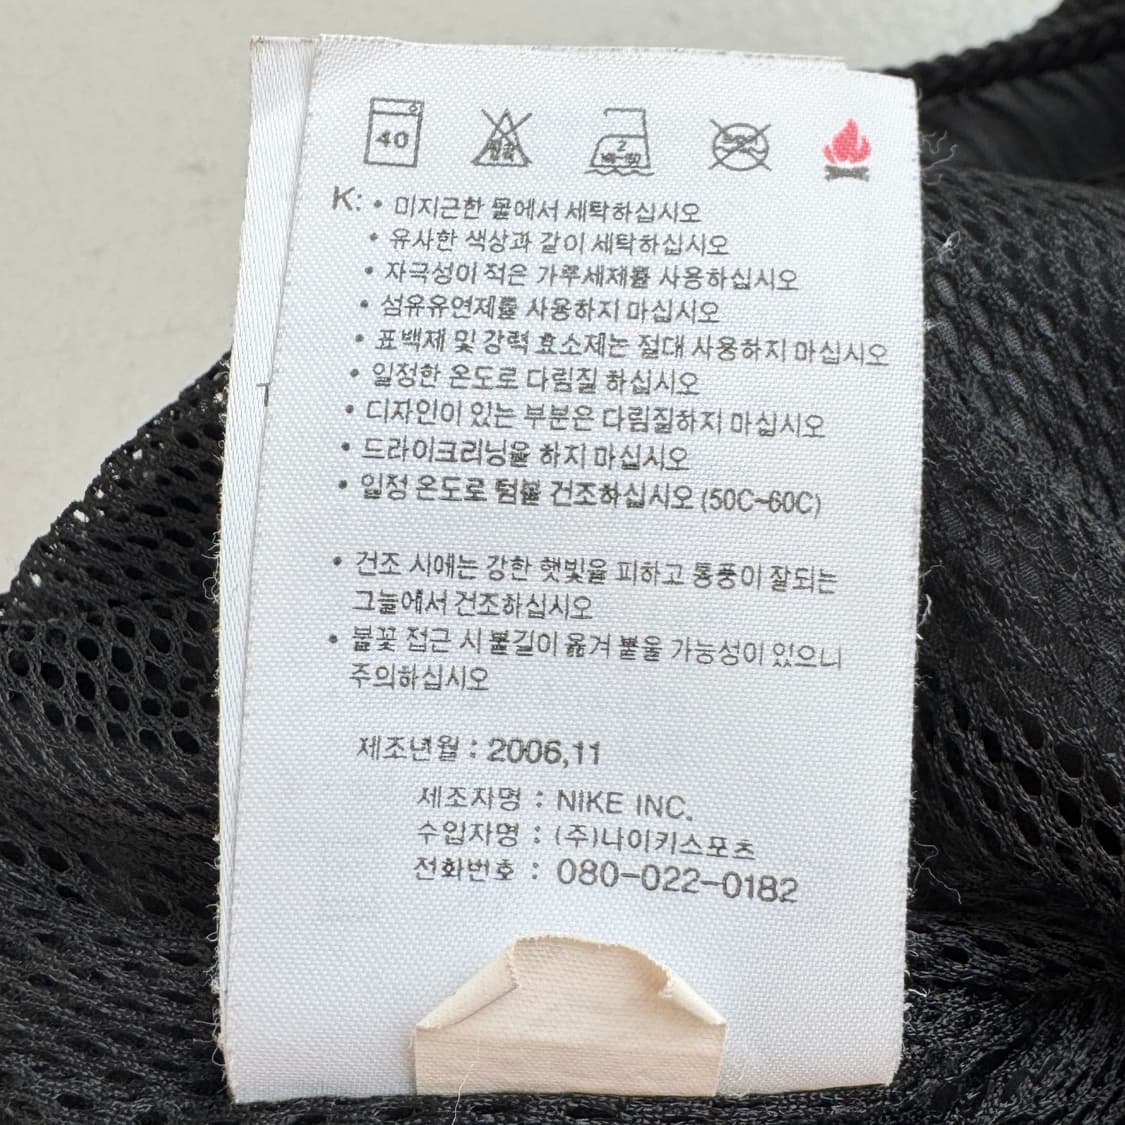 40
2
K: • 미지근한 물에서 세탁하십시오
• 유사한 색상과 같이 세탁하십시오
• 자극성이 적은 가루세제를 사용하십시오
• 섬유유연제를 사용하지 마십시오
• 표백제 및 강력 효소제는 절대 사용하지 마십시오
• 일정한 온도로 다림질 하십시오
• 디자인이 있는 부분은 다림질하지 마십시오
• 드라이크리닝을 하지 마십시오
• 일정 온도로 텀블 건조하십시오 (50C~60C)
• 건조 시에는 강한 햇빛을 피하고 통풍이 잘되는
그늘에서 건조하십시오
• 불꽃 접근 시 불길이 옮겨 붙을 가능성이 있으니
주의하십시오
제조년월 : 2006,11
제조자명 : NIKE INC.
수입자명 : (주)나이키스포츠
전화번호 : 080-022-0182